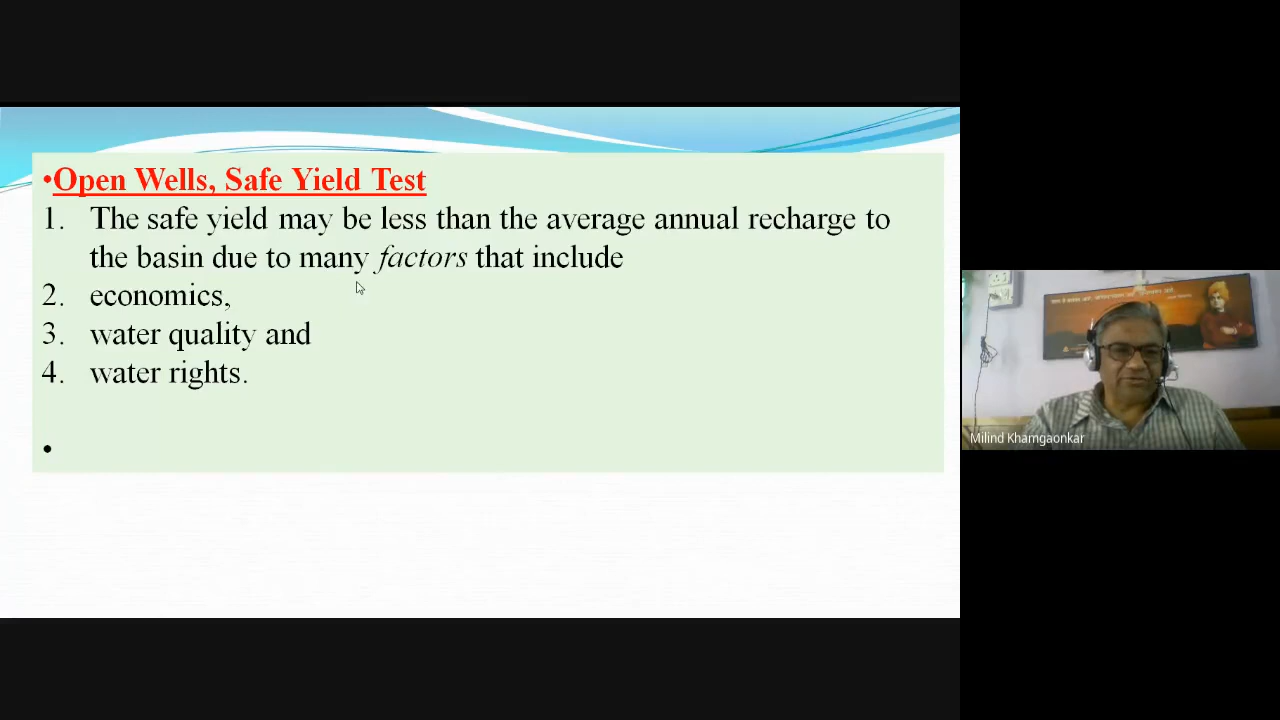 •Open Wells, Safe Yield Test
1. The safe yield may be less than the average annual recharge to
the basin due to many factors that include
2. economics,
3. water quality and
4. water rights.
•
Milind Khamgaonkar